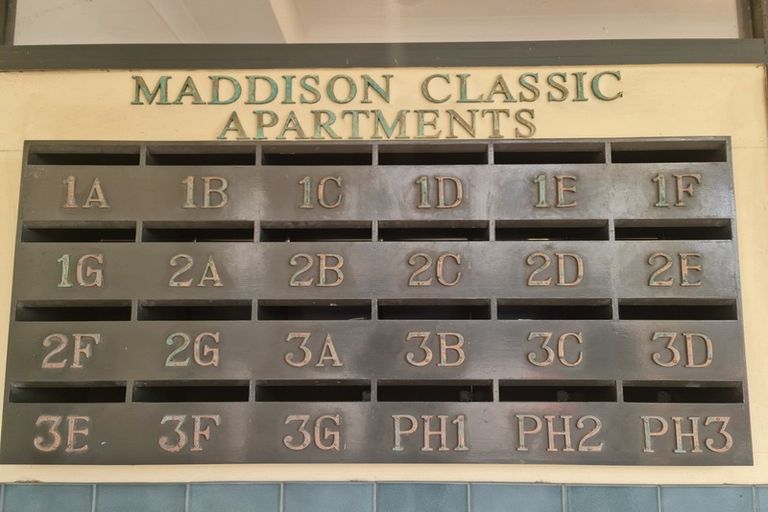 MADDISON CLASSIC
APARTMENTS
1A 1B 1C 1D 1E 1F
1G 2A 2B 2C 2D 2E
2F 2G 3A 3B 3C 3D
3E 3F 3G PH1 PH2 PH3